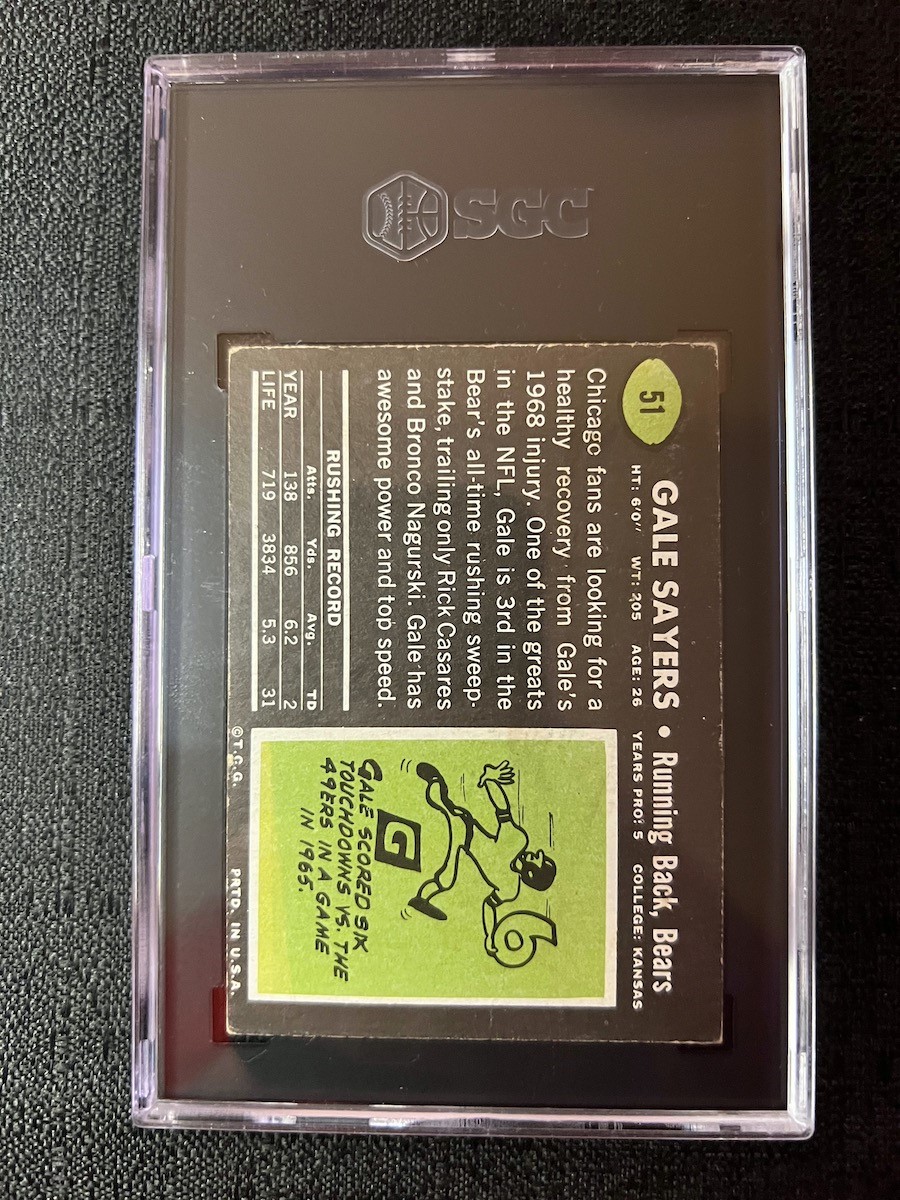 SGC
51
GALE SAYERS • Running Back, Bears
HT: 6'0" WT: 205 AGE: 26 YEARS PRO: 5 COLLEGE: KANSAS
Chicago fans are looking for a
healthy recovery from Gale's
1968 injury. One of the greats
in the NFL, Gale is 3rd in the
Bear's all-time rushing sweep-
stake, trailing only Rick Casares
and Bronco Nagurski. Gale has
awesome power and top speed.
RUSHING RECORD
Atts. Yds. Avg. TD
YEAR 138 856 6.2 2
LIFE 719 3834 5.3 31
6
G
GALE SCORED SIX
TOUCHDOWNS VS. THE
49ERS IN A GAME
IN 1965.
©T.C.G. PRTD. IN U.S.A.